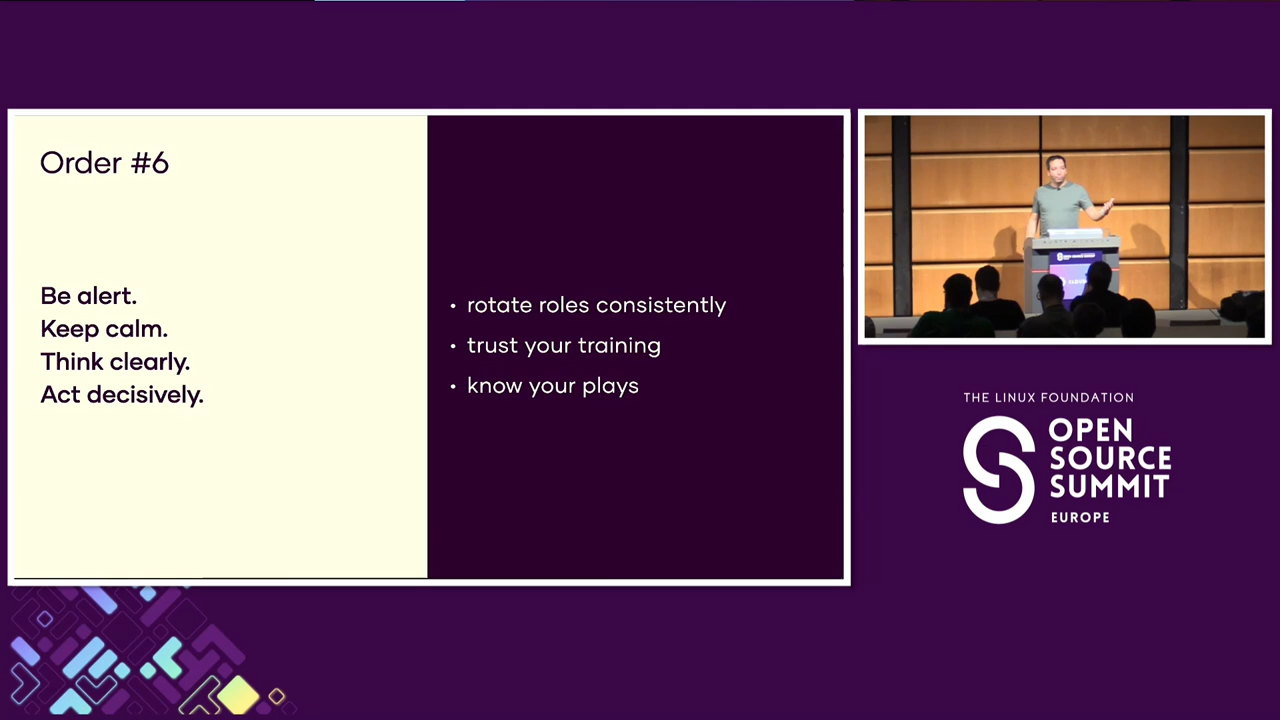 Order #6
Be alert.
Keep calm.
Think clearly.
Act decisively.
• rotate roles consistently
• trust your training
• know your plays
THE LINUX FOUNDATION
OPEN
SOURCE
SUMMIT
EUROPE